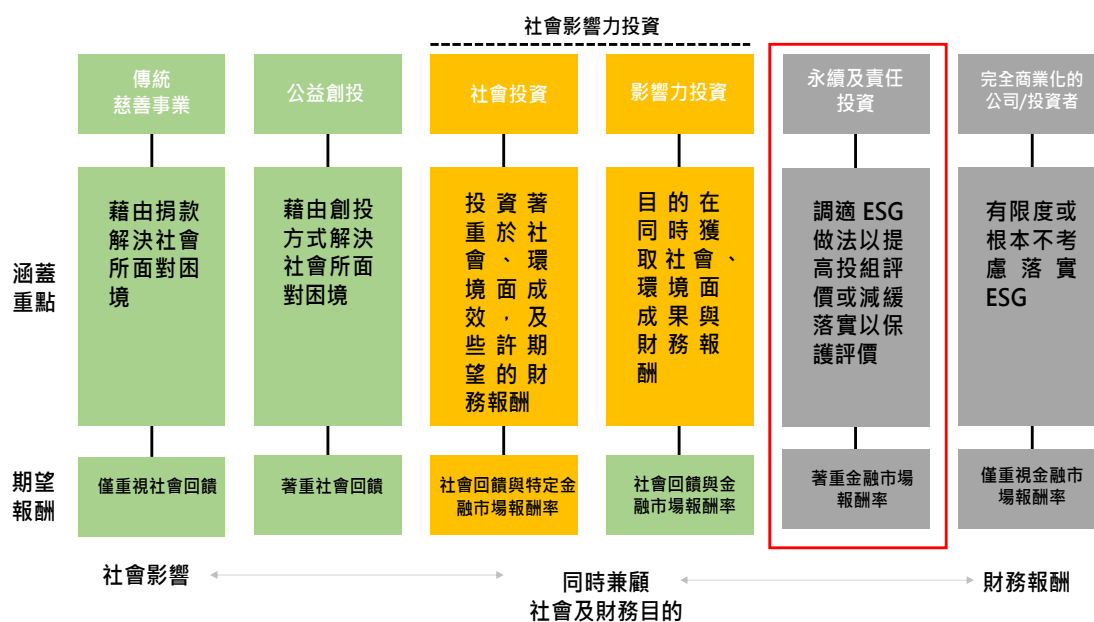 社會影響力投資
傳統
慈善事業
公益創投
社會投資
影響力投資
永續及責任
投資
完全商業化的
公司/投資者
涵蓋
重點
藉由捐款
解決社會
所面對困
境
藉由創投
方式解決
社會所面
對困境
投資著
重於社
會、環
境面成
效，及
些許期
望的財
務報酬
目的在
同時獲
取社會、
環境面
成果與
財務報
酬
調適 ESG
做法以提
高投組評
價或減緩
落實以保
護評價
有限度或
根本不考
慮落實
ESG
期望
報酬
僅重視社會回饋
著重社會回饋
社會回饋與特定金
融市場報酬率
社會回饋與金
融市場報酬率
著重金融市場
報酬率
僅重視金融市
場報酬率
社會影響
同時兼顧
社會及財務目的
財務報酬